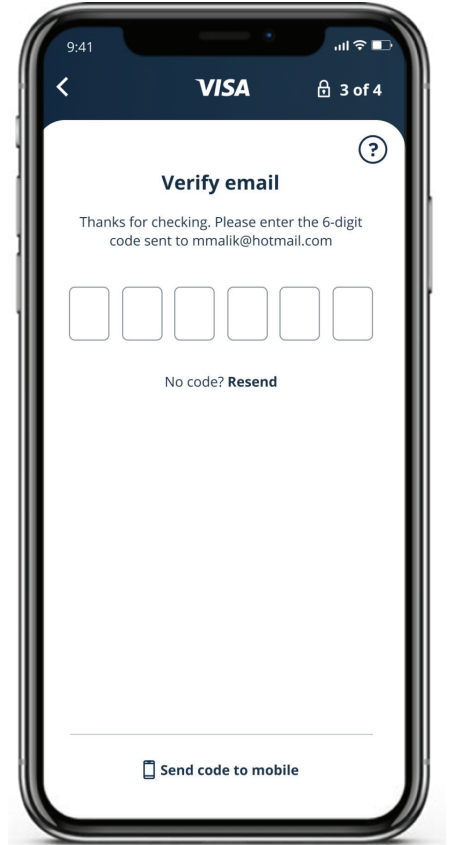 9:41
VISA
3 of 4
?
Verify email
Thanks for checking. Please enter the 6-digit
code sent to mmalik@hotmail.com
No code? Resend
Send code to mobile